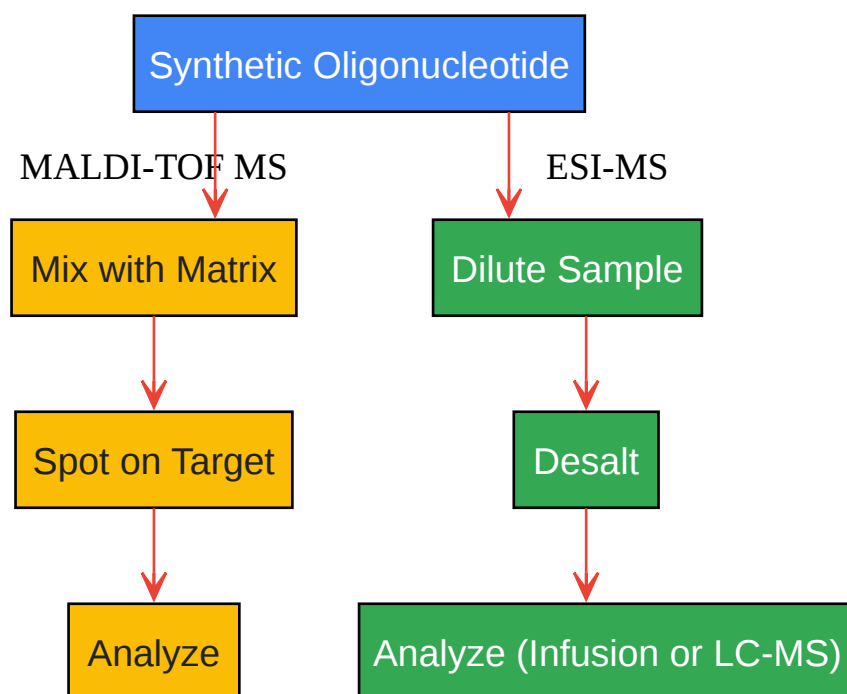 Synthetic Oligonucleotide
MALDI-TOF MS
ESI-MS
Mix with Matrix
Dilute Sample
Spot on Target
Desalt
Analyze
Analyze (Infusion or LC-MS)